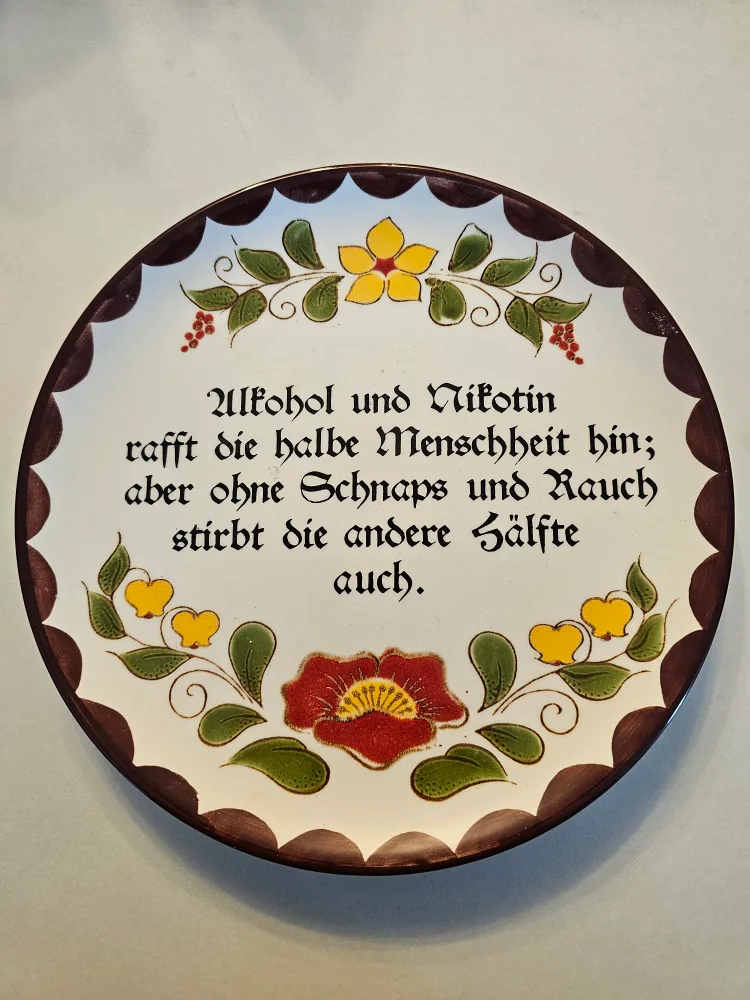 Alkohol und Nikotin
rafft die halbe Menschheit hin;
aber ohne Schnaps und Rauch
stirbt die andere Hälfte
auch.